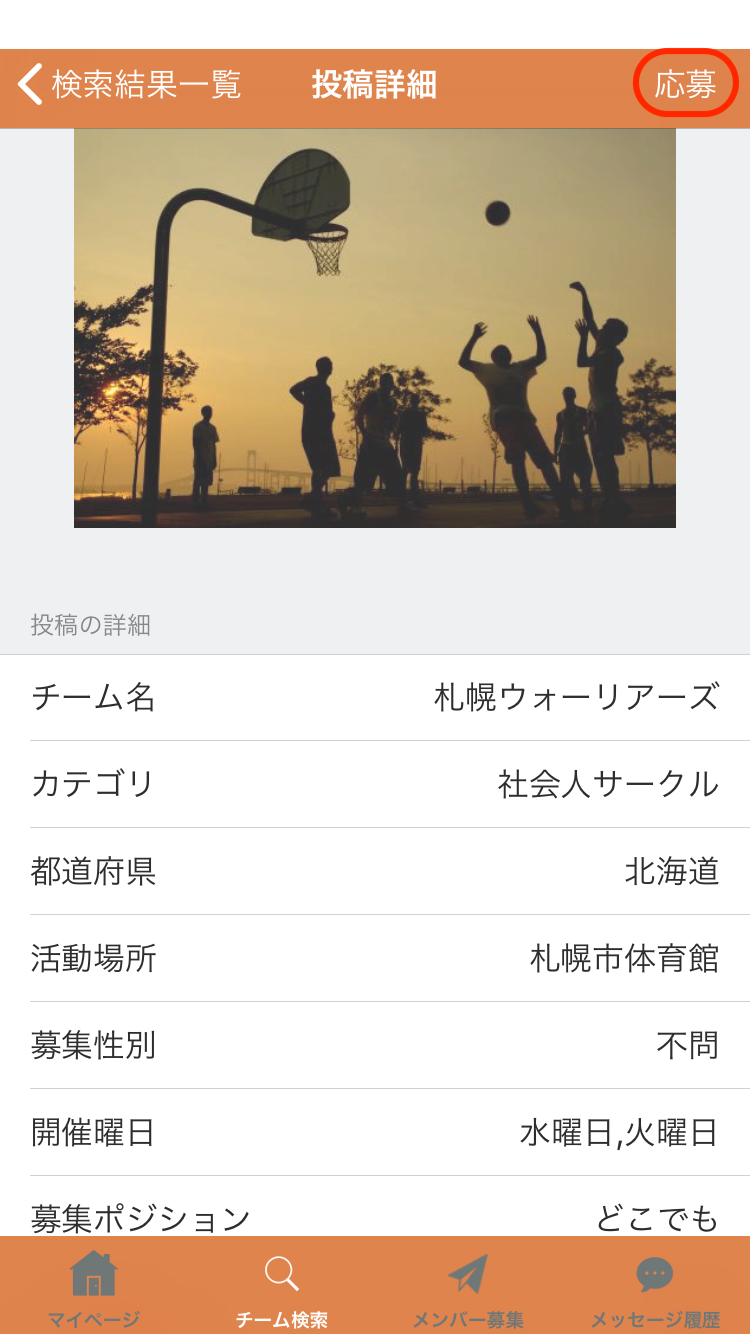 検索結果一覧 投稿詳細 応募
投稿の詳細
チーム名 札幌ウォーリアーズ
カテゴリ 社会人サークル
都道府県 北海道
活動場所 札幌市体育館
募集性別 不問
開催曜日 水曜日,火曜日
募集ポジション どこでも
マイページ チーム検索 メンバー募集 メッセージ履歴